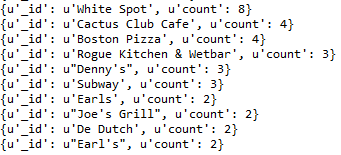 {u'_id': u'White Spot', u'count': 8}
{u'_id': u'Cactus Club Cafe', u'count': 4}
{u'_id': u'Boston Pizza', u'count': 4}
{u'_id': u'Rogue Kitchen & Wetbar', u'count': 3}
{u'_id': u"Denny's", u'count': 3}
{u'_id': u'Subway', u'count': 3}
{u'_id': u'Earls', u'count': 2}
{u'_id': u"Joe's Grill", u'count': 2}
{u'_id': u'De Dutch', u'count': 2}
{u'_id': u"Earl's", u'count': 2}